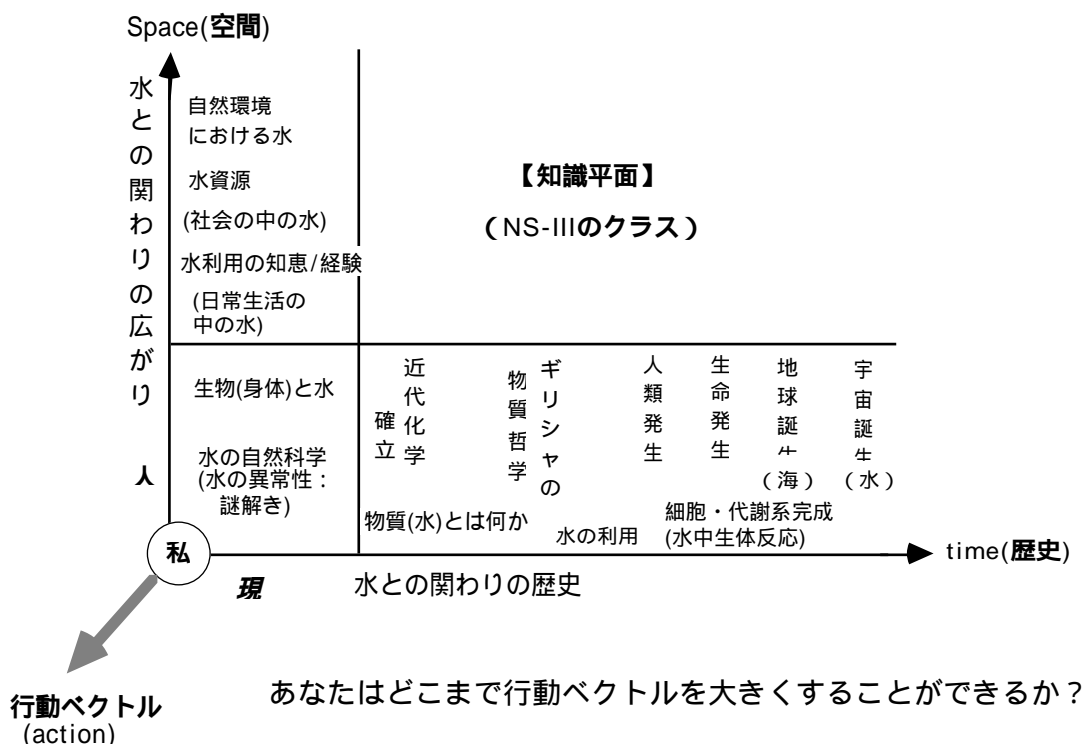 Space(空間)
水との関わりの広がり
自然環境
における水
水資源
(社会の中の水)
水利用の知恵/経験
(日常生活の
中の水)
【知識平面】
(NS-IIIのクラス)
生物(身体)と水
水の自然科学
(水の異常性:
謎解き)
人
近代化学
確立
ギリシャの
物質哲学
人類発生
生命発生
地球誕生
(海)
宇宙誕生
(水)
物質(水)とは何か
水の利用
細胞・代謝系完成
(水中生体反応)
私
time(歴史)
現
水との関わりの歴史
行動ベクトル
(action)
あなたはどこまで行動ベクトルを大きくすることができるか?